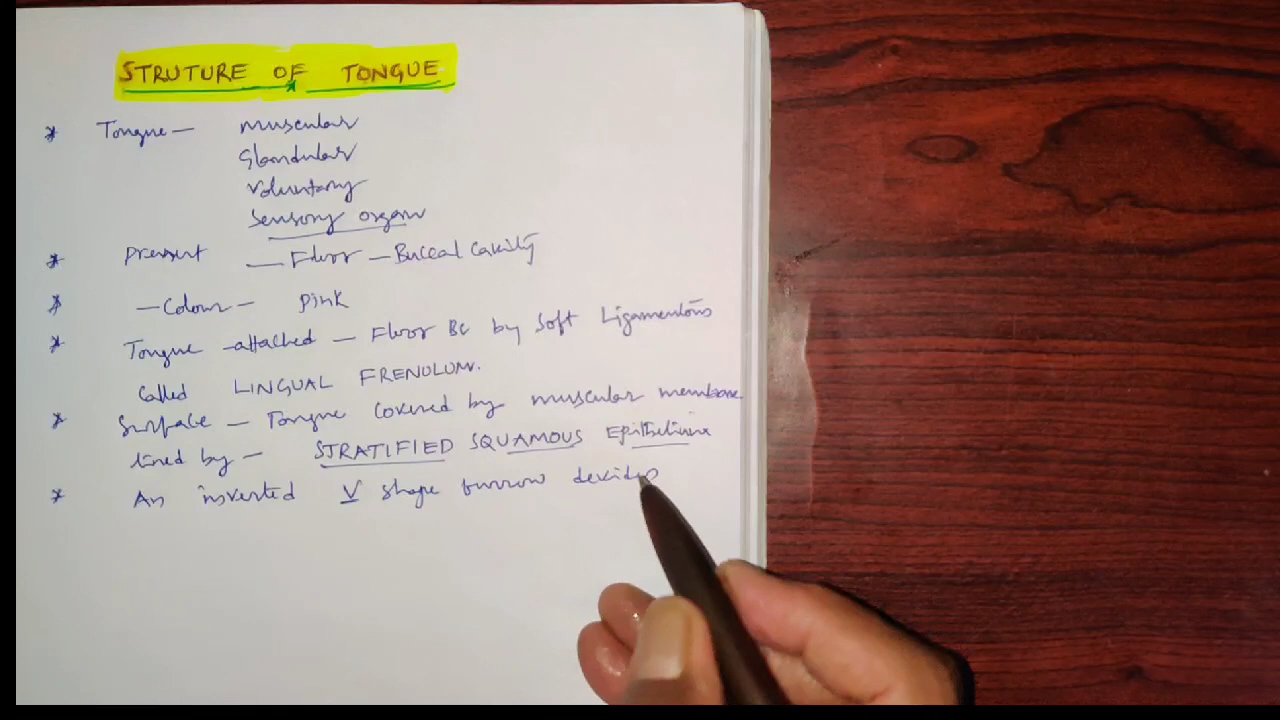 STRUTURE OF TONGUE
* Tongue — muscular
Glandular
Voluntary
Sensory organ
* Present — Floor — Buccal cavity
* — Colour — Pink
* Tongue — attached — Floor BC by Soft Ligamentous
called LINGUAL FRENULUM.
* Surface — Tongue covered by muscular membrane
lined by — STRATIFIED SQUAMOUS Epithelium
* An inverted V shape furrow devides